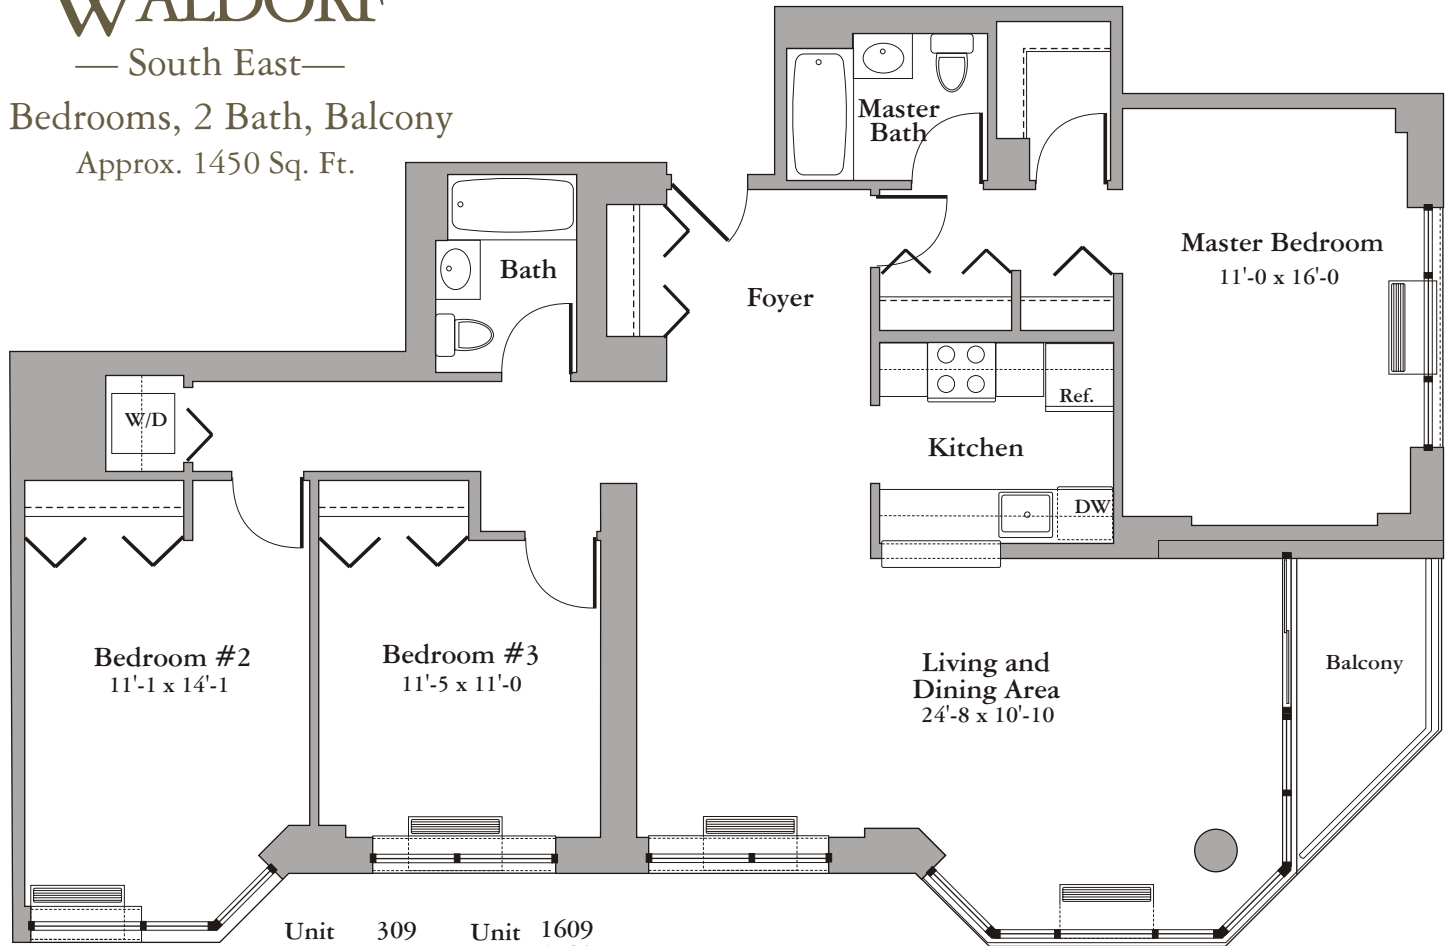 WALDORF
— South East—
Bedrooms, 2 Bath, Balcony
Approx. 1450 Sq. Ft.
Master
Bath
Master Bedroom
11'-0 x 16'-0
Bath
Foyer
W/D
Ref.
Kitchen
DW
Bedroom #2
11'-1 x 14'-1
Bedroom #3
11'-5 x 11'-0
Living and
Dining Area
24'-8 x 10'-10
Balcony
Unit 309 Unit 1609